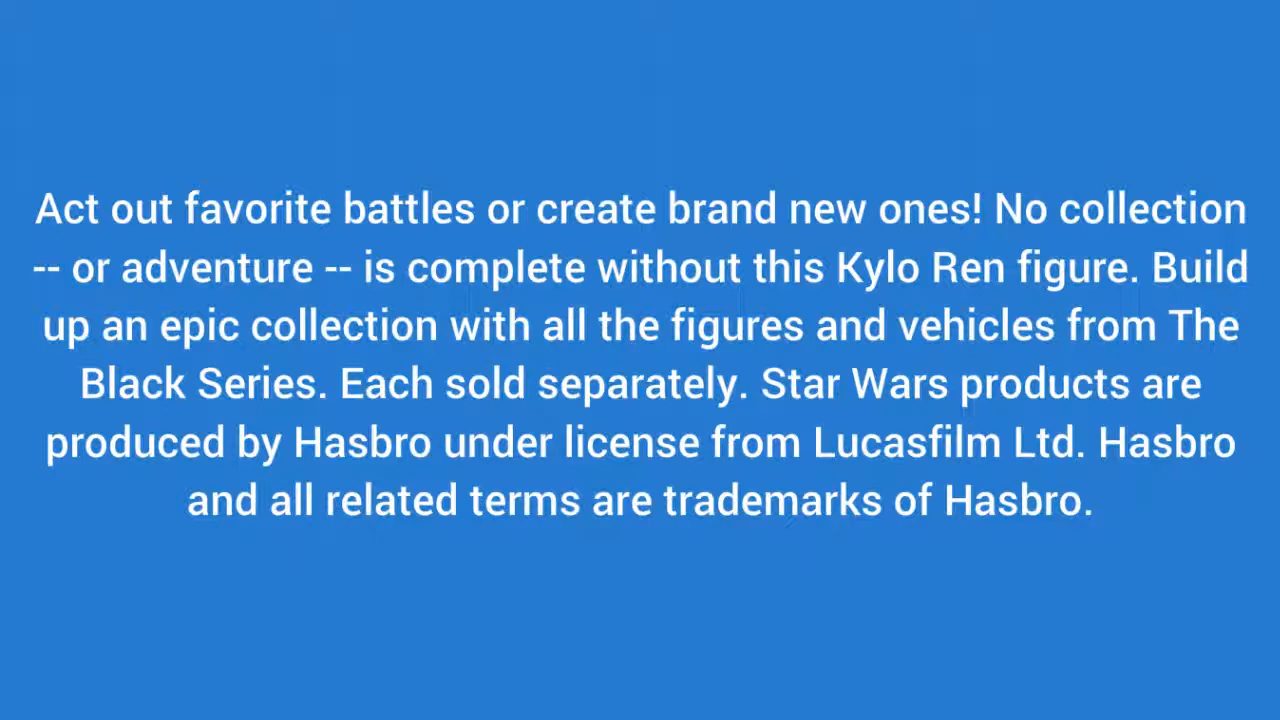 Act out favorite battles or create brand new ones! No collection
-- or adventure -- is complete without this Kylo Ren figure. Build
up an epic collection with all the figures and vehicles from The
Black Series. Each sold separately. Star Wars products are
produced by Hasbro under license from Lucasfilm Ltd. Hasbro
and all related terms are trademarks of Hasbro.